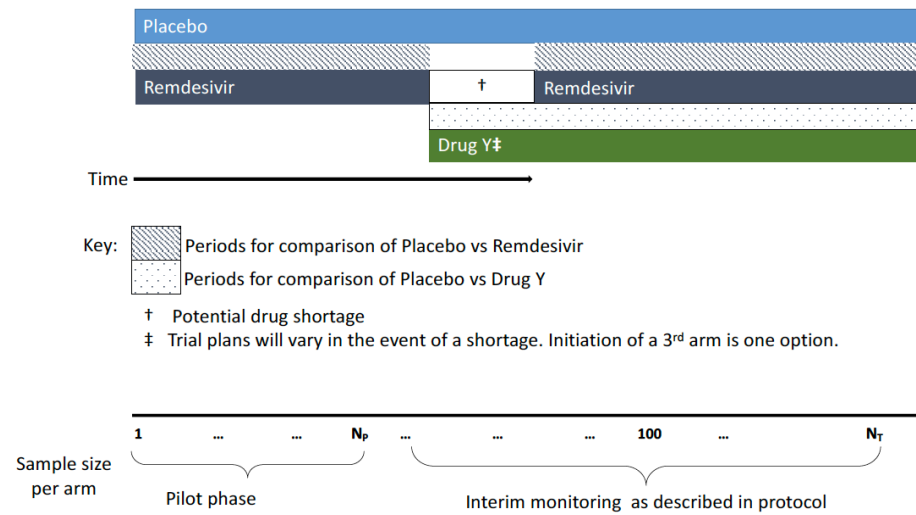 Placebo
Remdesivir † Remdesivir
Drug Y‡
Time
Key:
Periods for comparison of Placebo vs Remdesivir
Periods for comparison of Placebo vs Drug Y
† Potential drug shortage
‡ Trial plans will vary in the event of a shortage. Initiation of a 3rd arm is one option.
1 ... ... NP ... ... ... 100 ... NT
Sample size
per arm
Pilot phase
Interim monitoring as described in protocol